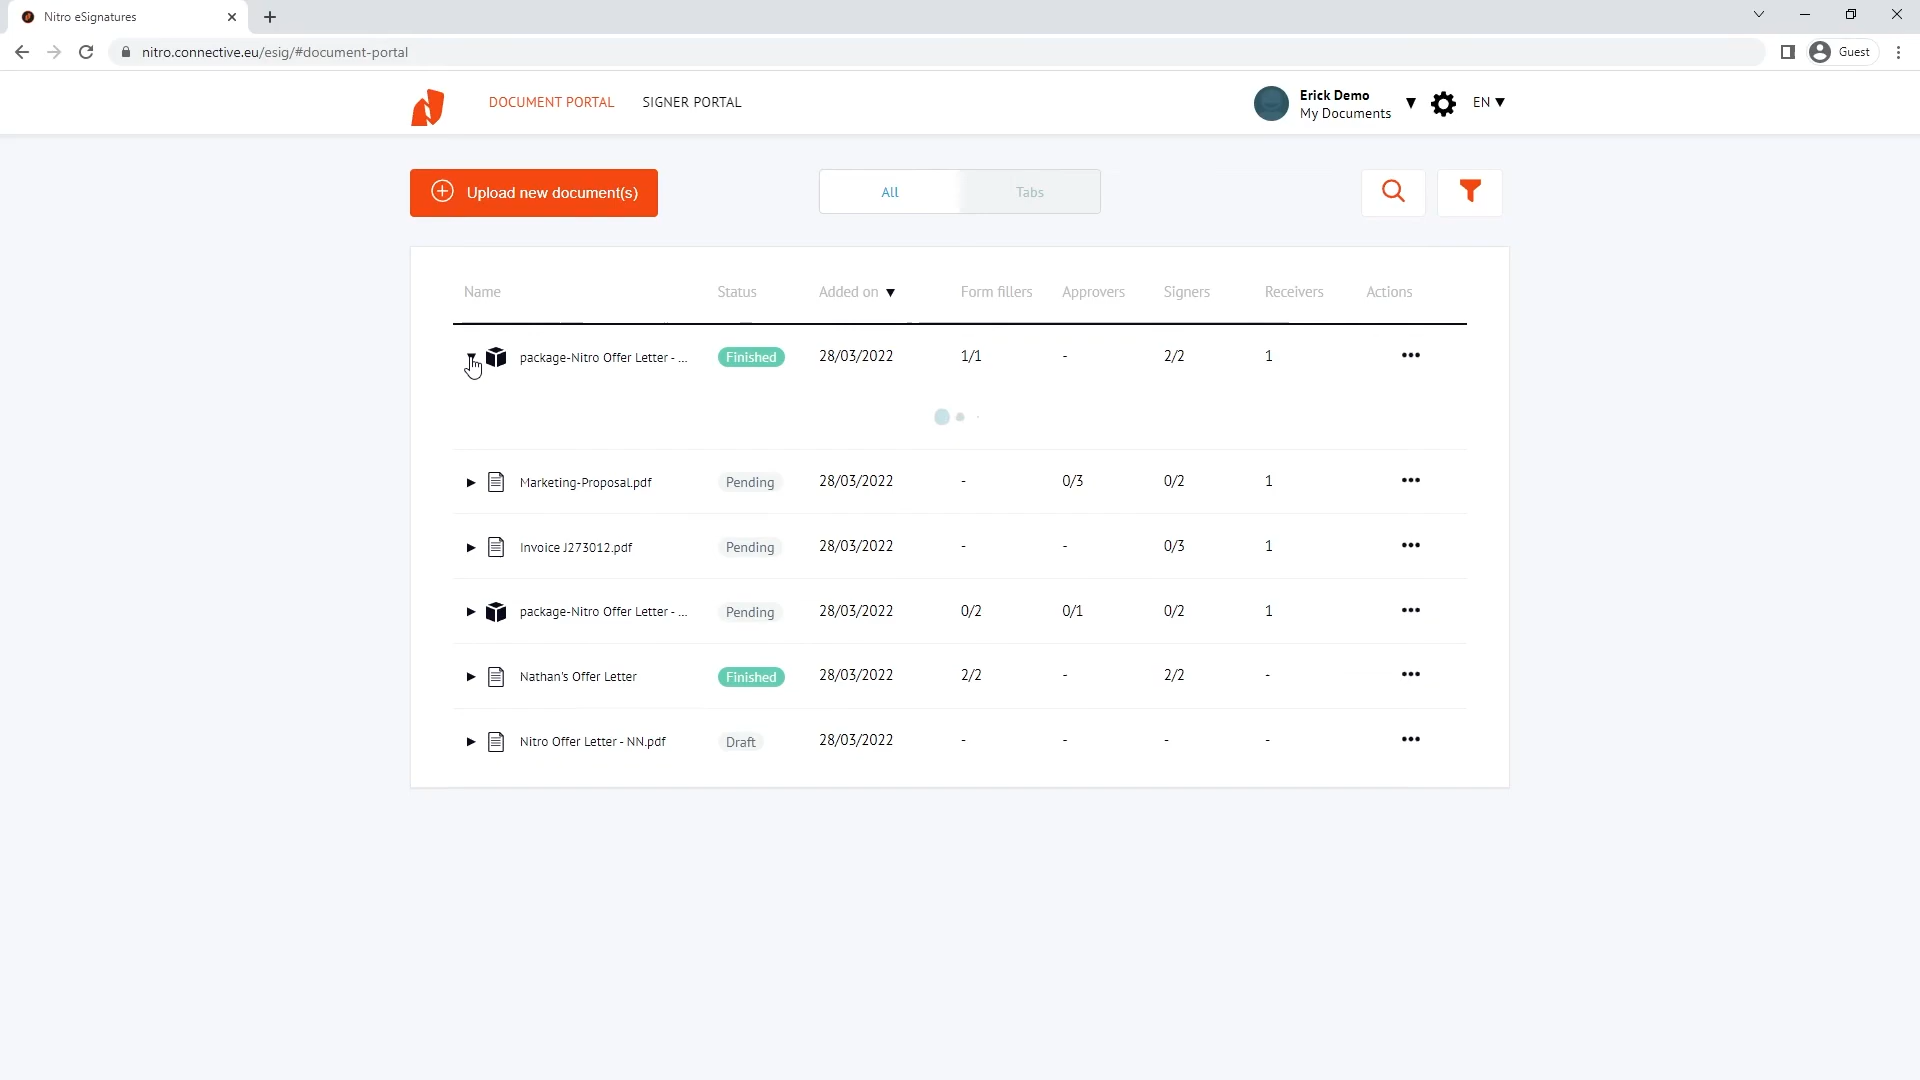 Nitro eSignatures
nitro.connective.eu/esig/#document-portal
Guest
DOCUMENT PORTAL
SIGNER PORTAL
Erick Demo
My Documents
EN
Upload new document(s)
All
Tabs
Name Status Added on Form fillers Approvers Signers Receivers Actions
package-Nitro Offer Letter - ... Finished 28/03/2022 1/1 - 2/2 1
Marketing-Proposal.pdf Pending 28/03/2022 - 0/3 0/2 1
Invoice J273012.pdf Pending 28/03/2022 - - 0/3 1
package-Nitro Offer Letter - ... Pending 28/03/2022 0/2 0/1 0/2 1
Nathan's Offer Letter Finished 28/03/2022 2/2 - 2/2 -
Nitro Offer Letter - NN.pdf Draft 28/03/2022 - - - -